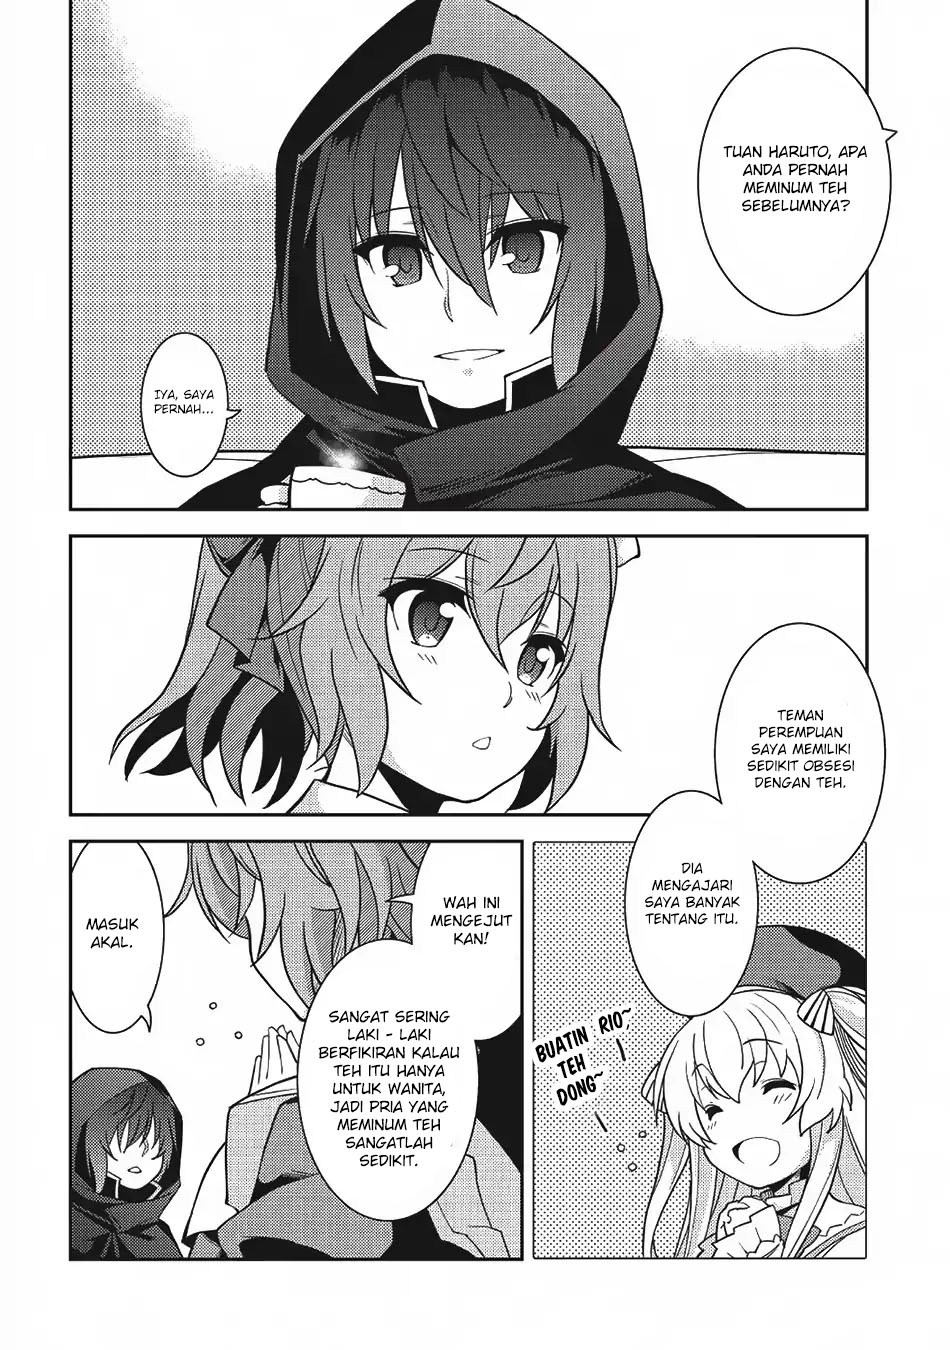 TUAN HARUTO, APA
ANDA PERNAH
MEMINUM TEH
SEBELUMNYA?
IYA, SAYA
PERNAH...
TEMAN
PEREMPUAN
SAYA MEMILIKI
SEDIKIT OBSESI
DENGAN TEH.
DIA
MENGAJARI
SAYA BANYAK
TENTANG ITU.
BUATIN RIO~
TEH
DONG~
WAH INI
MENGEJUT
KAN!
SANGAT SERING
LAKI - LAKI
BERFIKIRAN KALAU
TEH ITU HANYA
UNTUK WANITA,
JADI PRIA YANG
MEMINUM TEH
SANGATLAH
SEDIKIT.
MASUK
AKAL.